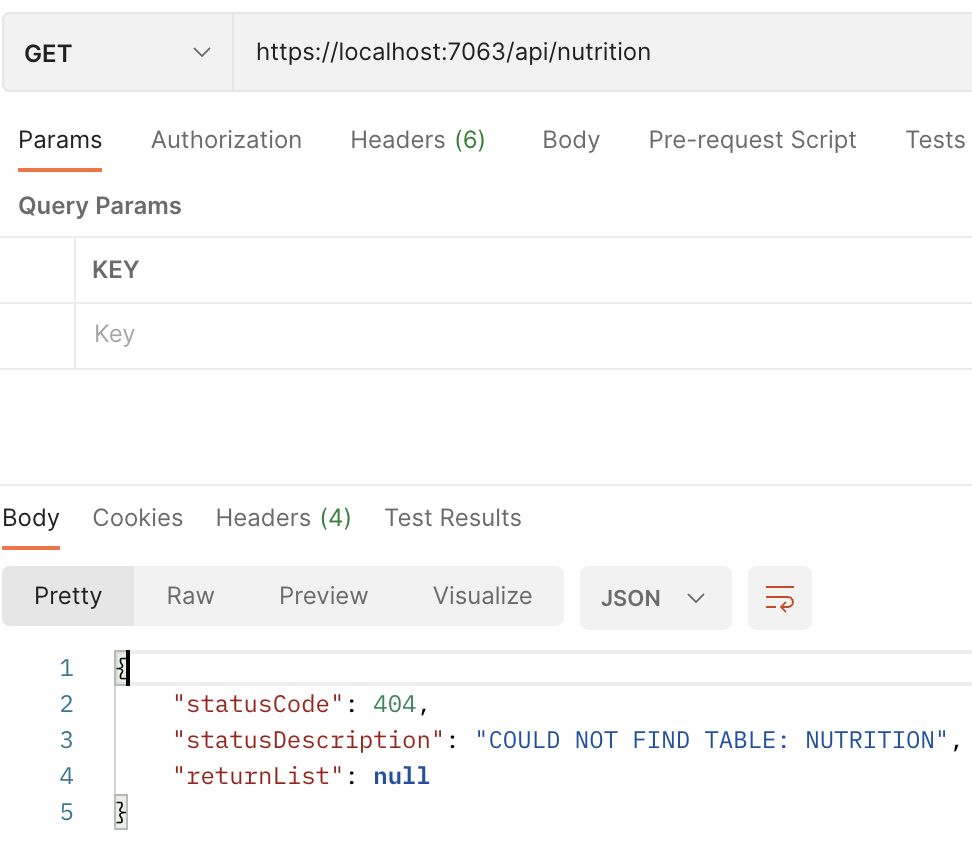 GET https://localhost:7063/api/nutrition
Params Authorization Headers (6) Body Pre-request Script Tests
Query Params
KEY
Key
Body Cookies Headers (4) Test Results
Pretty Raw Preview Visualize JSON
1 {
2 "statusCode": 404,
3 "statusDescription": "COULD NOT FIND TABLE: NUTRITION",
4 "returnList": null
5 }